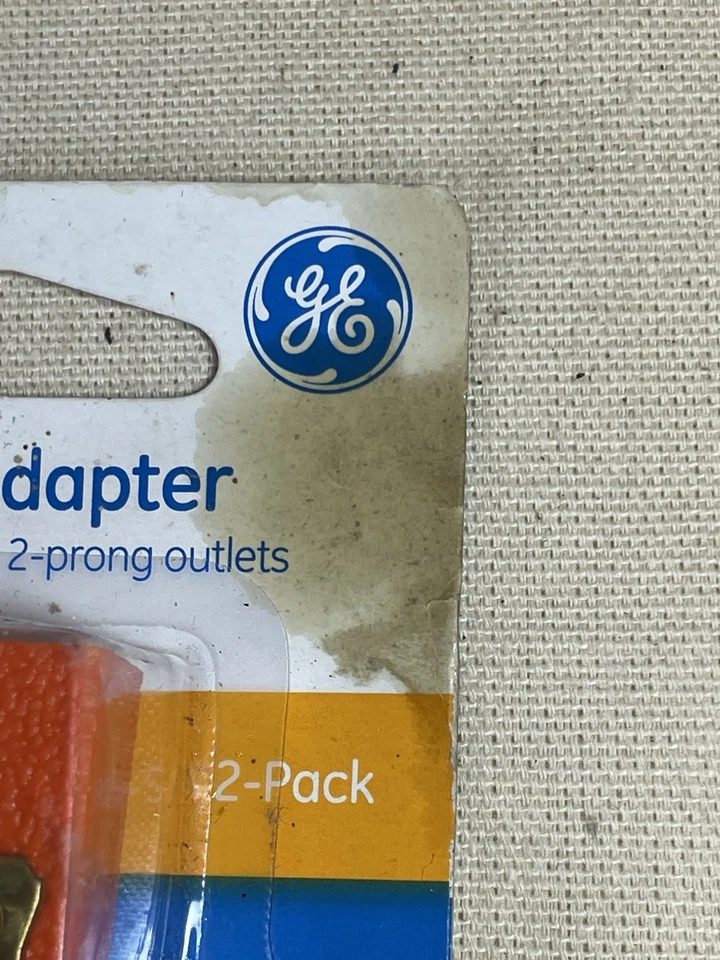 GE
dapter
2-prong outlets
2-Pack